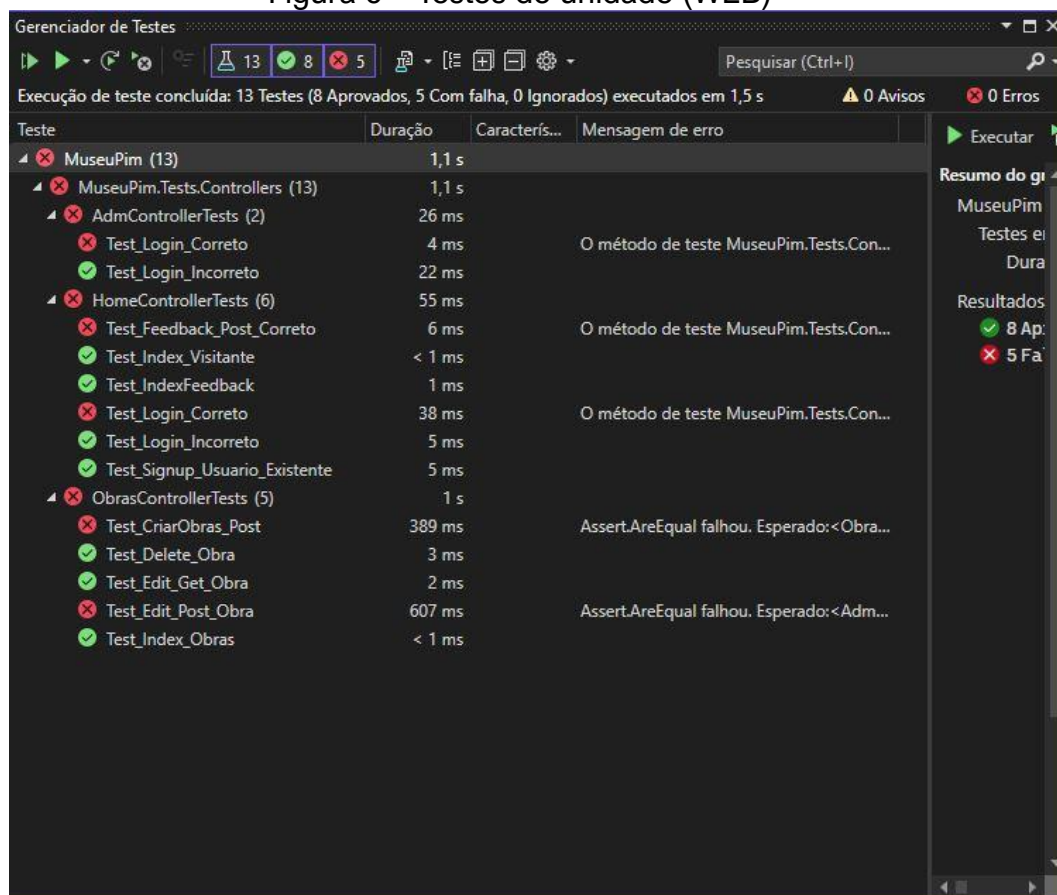 Gerenciador de Testes
13 8 5 Pesquisar (Ctrl+I)
Execução de teste concluída: 13 Testes (8 Aprovados, 5 Com falha, 0 Ignorados) executados em 1,5 s 0 Avisos 0 Erros
Teste Duração Caracterís... Mensagem de erro Executar
MuseuPim (13) 1,1 s
Resumo do
MuseuPim.Tests.Controllers (13) 1,1 s
MuseuPim
AdmControllerTests (2) 26 ms
Testes
Test_Login_Correto 4 ms O método de teste MuseuPim.Tests.Con...
Dura
Test_Login_Incorreto 22 ms
HomeControllerTests (6) 55 ms Resultados
Test_Feedback_Post_Correto 6 ms O método de teste MuseuPim.Tests.Con...
8 Ap
Test_Index_Visitante < 1 ms
5 Fa
Test_IndexFeedback 1 ms
Test_Login_Correto 38 ms O método de teste MuseuPim.Tests.Con...
Test_Login_Incorreto 5 ms
Test_Signup_Usuario_Existente 5 ms
ObrasControllerTests (5) 1 s
Test_CriarObras_Post 389 ms Assert.AreEqual falhou. Esperado:<Obra...
Test_Delete_Obra 3 ms
Test_Edit_Get_Obra 2 ms
Test_Edit_Post_Obra 607 ms Assert.AreEqual falhou. Esperado:<Adm...
Test_Index_Obras < 1 ms